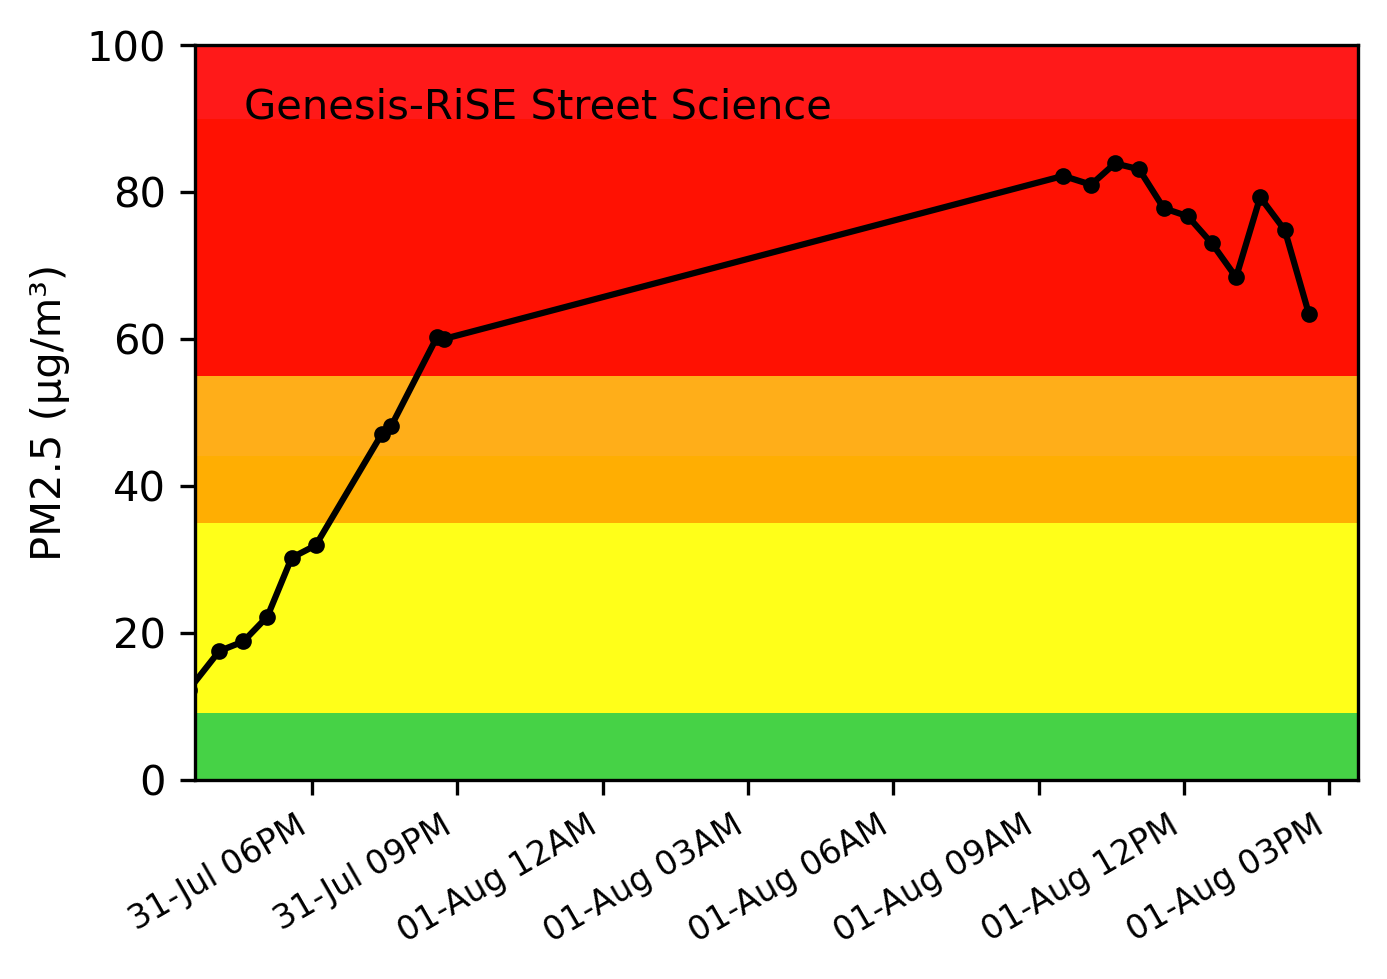 Genesis-RiSE Street Science
PM2.5 (μg/m³)
100
80
60
40
20
0
31-Jul 06PM
31-Jul 09PM
01-Aug 12AM
01-Aug 03AM
01-Aug 06AM
01-Aug 09AM
01-Aug 12PM
01-Aug 03PM